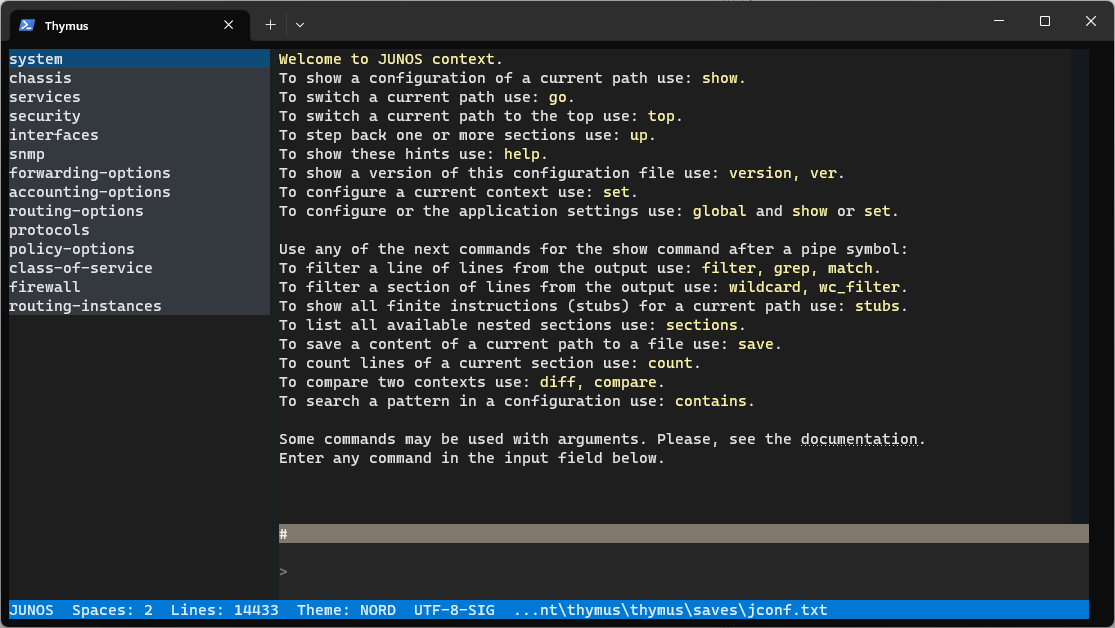 Thymus
system
chassis
services
security
interfaces
snmp
forwarding-options
accounting-options
routing-options
protocols
policy-options
class-of-service
firewall
routing-instances
Welcome to JUNOS context.
To show a configuration of a current path use: show.
To switch a current path use: go.
To switch a current path to the top use: top.
To step back one or more sections use: up.
To show these hints use: help.
To show a version of this configuration file use: version, ver.
To configure a current context use: set.
To configure or the application settings use: global and show or set.
Use any of the next commands for the show command after a pipe symbol:
To filter a line of lines from the output use: filter, grep, match.
To filter a section of lines from the output use: wildcard, wc_filter.
To show all finite instructions (stubs) for a current path use: stubs.
To list all available nested sections use: sections.
To save a content of a current path to a file use: save.
To count lines of a current section use: count.
To compare two contexts use: diff, compare.
To search a pattern in a configuration use: contains.
Some commands may be used with arguments. Please, see the documentation.
Enter any command in the input field below.
#
>
JUNOS  Spaces: 2  Lines: 14433  Theme: NORD  UTF-8-SIG  ...nt\thymus\thymus\saves\jconf.txt